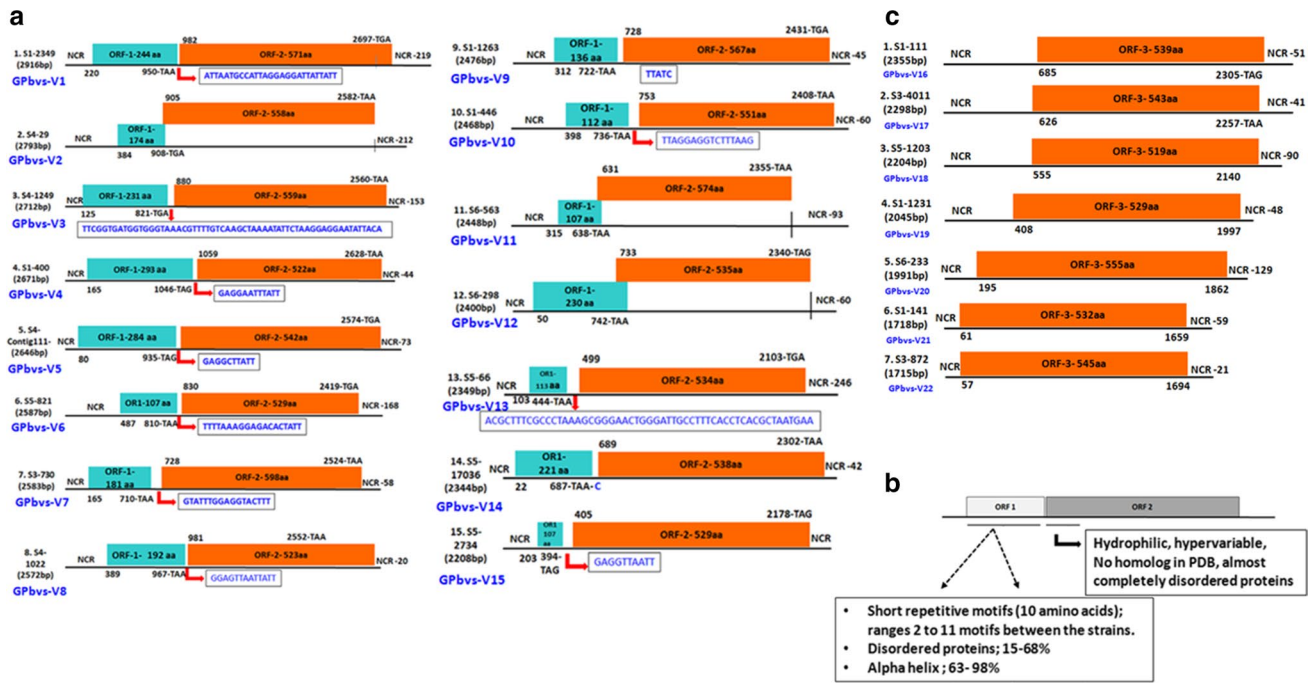 a
1. S1-2349
(2916bp)
GPbvs-V1
NCR
ORF-1-244 aa
982
ORF-2- 571aa
2697-TGA
NCR-219
220
950-TAA
ATTAATGCCATTAGGAGGATTATTATT
2. S4-29
(2793bp)
GPbvs-V2
NCR
ORF-1-
174 aa
905
ORF-2- 558aa
2582-TAA
NCR-212
384
908-TGA
3. S4-1249
(2712bp)
GPbvs-V3
NCR
ORF-1-231 aa
880
ORF-2- 559aa
2560-TAA
NCR-153
125
821-TGA
TTCGGTGATGGTGGGTAAACGTTTTGTCAAGCTAAAATATTCTAAGGAGGAATATTACA
4. S1-400
(2671bp)
GPbvs-V4
NCR
ORF-1-293 aa
1059
ORF-2- 522aa
2628-TAA
NCR-44
165
1046-TAG
GAGGAATTTATT
5. S4-
Contig111-
(2646bp)
GPbvs-V5
NCR
ORF-1-284 aa
ORF-2- 542aa
2574-TGA
NCR-73
80
935-TAG
GAGGCTTATT
6. S5-821
(2587bp)
GPbvs-V6
NCR
OR1-107 aa
830
ORF-2- 529aa
2419-TGA
NCR-168
487
810-TAA
TTTTAAAGGAGACACTATT
7. S3-730
(2583bp)
GPbvs-V7
NCR
ORF-1-
181 aa
728
ORF-2- 598aa
2524-TAA
NCR-58
165
710-TAA
GTATTTGGAGGTACTTT
8. S4-
1022
(2572bp)
GPbvs-V8
NCR
ORF-1- 192 aa
981
ORF-2-523aa
2552-TAA
NCR-20
389
967-TAA
GGAGTTAATTATT
9. S1-1263
(2476bp)
GPbvs-V9
NCR
ORF-1-
136 aa
728
ORF-2- 567aa
2431-TGA
NCR-45
312
722-TAA
TTATC
10. S1-446
(2468bp)
GPbvs-V10
NCR
ORF-1-
112 aa
753
ORF-2- 551aa
2408-TAA
NCR-60
398
736-TAA
TTAGGAGGTCTTTAAG
11. S6-563
(2448bp)
GPbvs-V11
NCR
ORF-1-
107 aa
631
ORF-2- 574aa
2355-TAA
NCR-93
315
638-TAA
12. S6-298
(2400bp)
GPbvs-V12
NCR
ORF-1-
230 aa
733
ORF-2- 535aa
2340-TAG
NCR-60
50
742-TAA
13. S5-66
(2349bp)
GPbvs-V13
NCR
OR1-
113 aa
499
ORF-2- 534aa
2103-TGA
NCR-246
103
444-TAA
ACGCTTTCGCCCTAAAGCGGGAACTGGGATTGCCTTTCACCTCACGCTAATGAA
14. S5-
17036
(2344bp)
GPbvs-V14
NCR
OR1-
221 aa
689
ORF-2- 538aa
2302-TAA
NCR-42
22
687-TAA-C
15. S5-
2734
(2208bp)
GPbvs-V15
NCR
OR1
107
aa
405
ORF-2- 529aa
2178-TAG
NCR
203
394-
TAG
GAGGTTAATT
c
1. S1-111
(2355bp)
GPbvs-V16
NCR
ORF-3- 539aa
NCR -51
685
2305-TAG
2. S3-4011
(2298bp)
GPbvs-V17
NCR
ORF-3- 543aa
NCR -41
626
2257-TAA
3. S5-1203
(2204bp)
GPbvs-V18
NCR
ORF-3- 519aa
NCR -90
555
2140
4. S1-1231
(2045bp)
GPbvs-V19
NCR
ORF-3- 529aa
NCR -48
408
1997
5. S6-233
(1991bp)
GPbvs-V20
NCR
ORF-3- 555aa
NCR -129
195
1862
6. S1-141
(1718bp)
GPbvs-V21
NCR
ORF-3- 532aa
NCR -59
61
1659
7. S3-872
(1715bp)
GPbvs-V22
NCR
ORF-3- 545aa
NCR -21
57
1694
b
ORF 1
ORF 2
Hydrophilic, hypervariable,
No homolog in PDB, almost
completely disordered proteins
• Short repetitive motifs (10 amino acids);
ranges 2 to 11 motifs between the strains.
• Disordered proteins; 15-68%
• Alpha helix ; 63- 98%